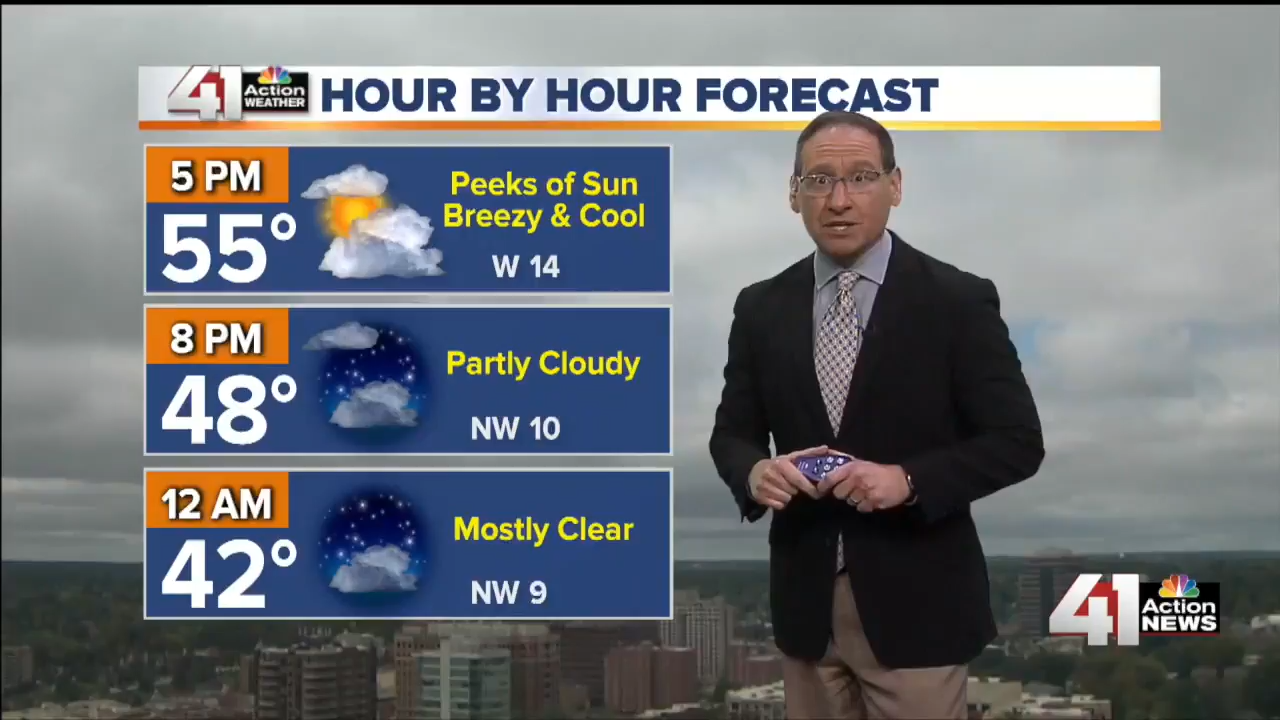 41 Action WEATHER HOUR BY HOUR FORECAST
5 PM
55°
Peeks of Sun
Breezy & Cool
W 14
8 PM
48°
Partly Cloudy
NW 10
12 AM
42°
Mostly Clear
NW 9
41 Action NEWS